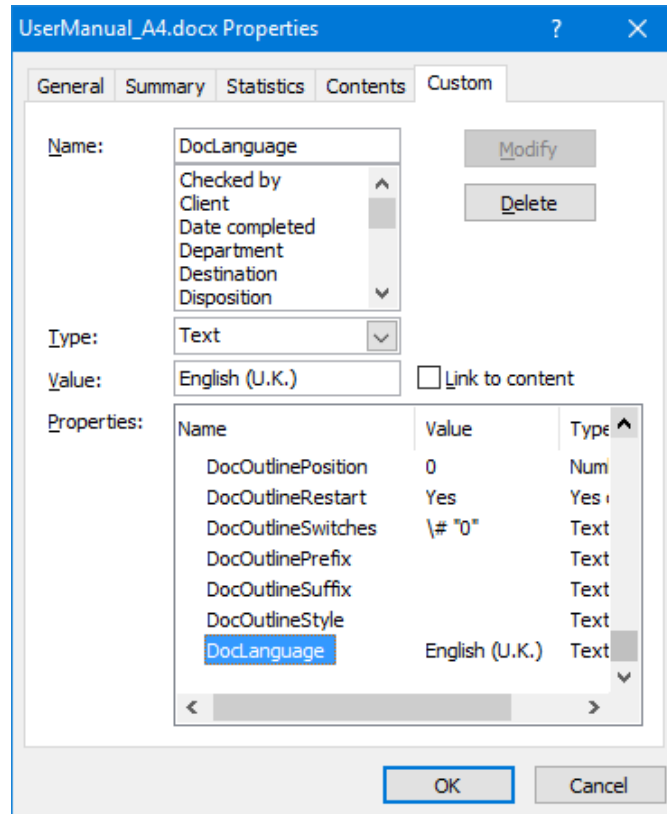 UserManual_A4.docx Properties ? ×
General Summary Statistics Contents Custom
Name: DocLanguage Modify
Checked by
Client
Date completed
Department
Destination
Disposition
Delete
Type: Text
Value: English (U.K.) Link to content
Properties: Name Value Type
DocOutlinePosition 0
DocOutlineRestart Yes Yes
DocOutlineSwitches \# "0" Text
DocOutlinePrefix Text
DocOutlineSuffix Text
DocOutlineStyle Text
DocLanguage English (U.K.) Text
OK Cancel